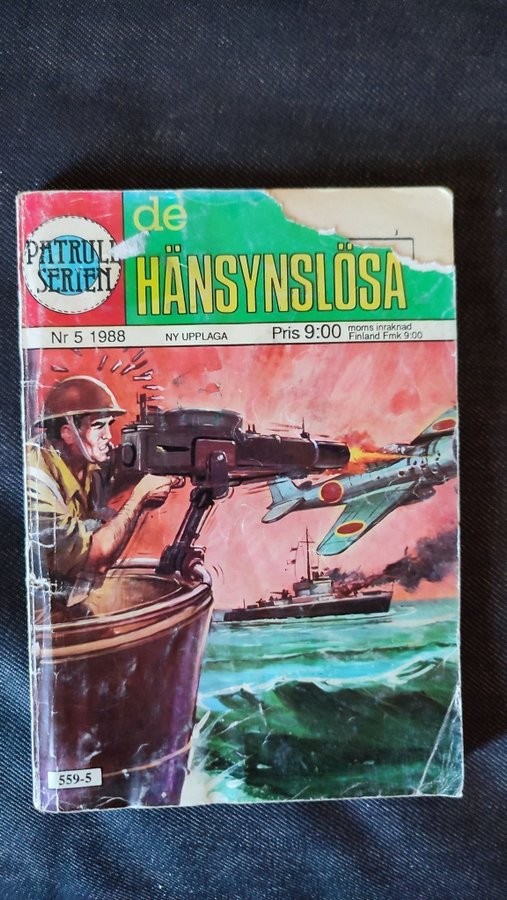 PATRULL
SERIEN
de
HÄNSYNSLÖSA
3
Nr 5 1988
NY UPPLAGA
Pris 9:00
moms inräknad
Finland Fmk 9:00
559-5